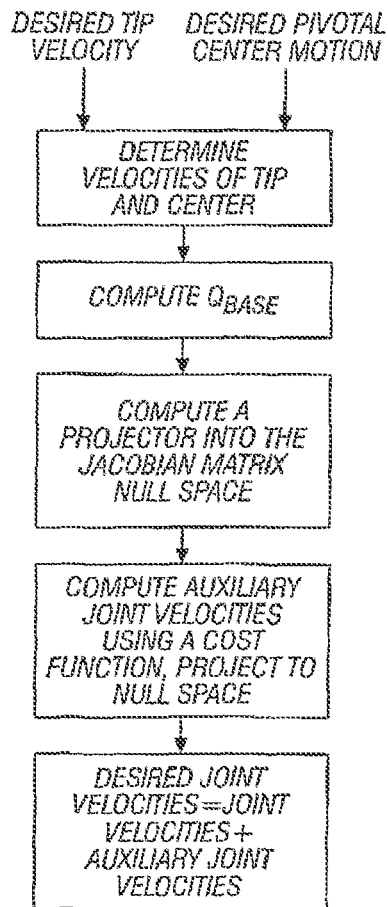 DESIRED TIP
VELOCITY
DESIRED PIVOTAL
CENTER MOTION
DETERMINE
VELOCITIES OF TIP
AND CENTER
COMPUTE QBASE
COMPUTE A
PROJECTOR INTO THE
JACOBIAN MATRIX
NULL SPACE
COMPUTE AUXILIARY
JOINT VELOCITIES
USING A COST
FUNCTION, PROJECT TO
NULL SPACE
DESIRED JOINT
VELOCITIES=JOINT
VELOCITIES+
AUXILIARY JOINT
VELOCITIES